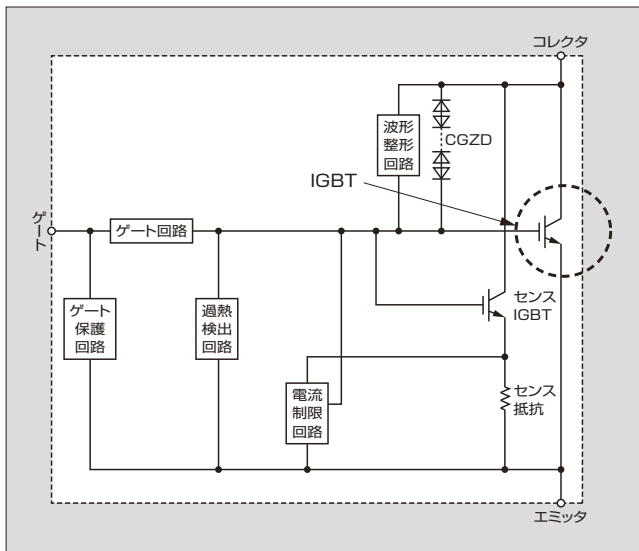 コレクタ
波形
整形
回路
CGZD
IGBT
ゲート
ゲート回路
センス
IGBT
ゲート
保護
回路
過熱
検出
回路
電流
制限
回路
センス
抵抗
エミッタ